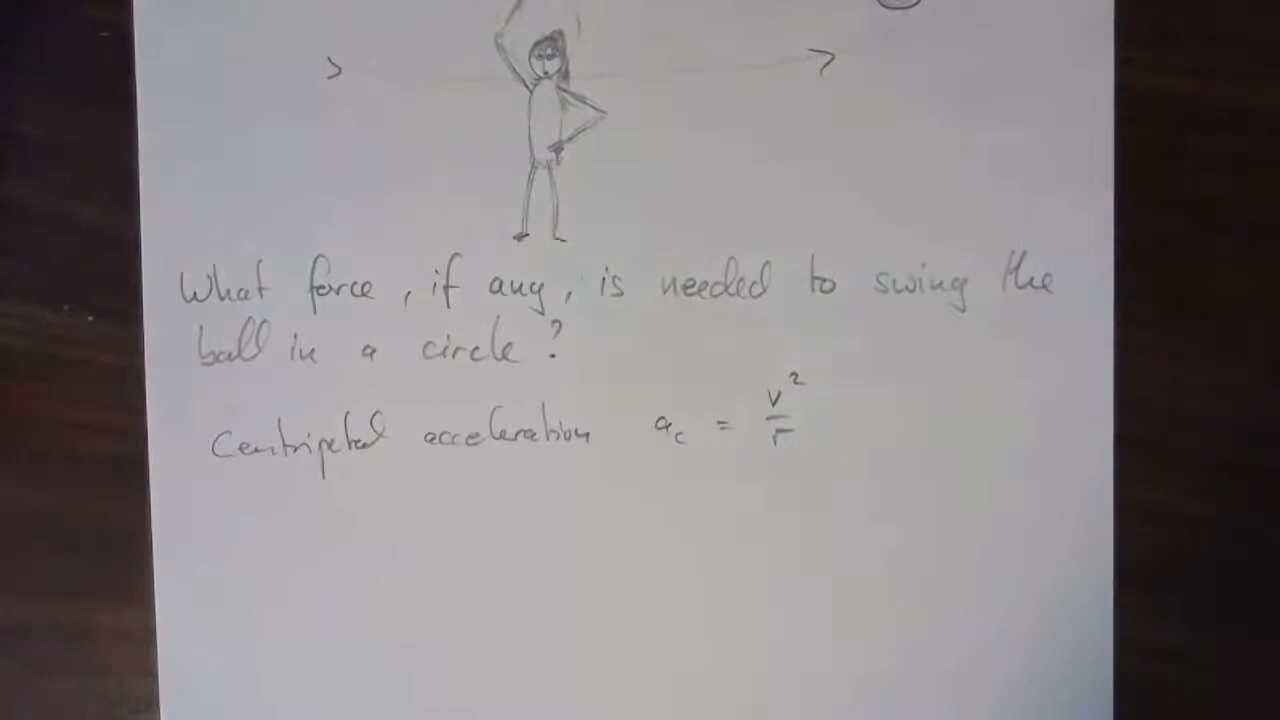 What force, if any, is needed to swing the
ball in a circle?
Centripetal acceleration a_c = v²/r